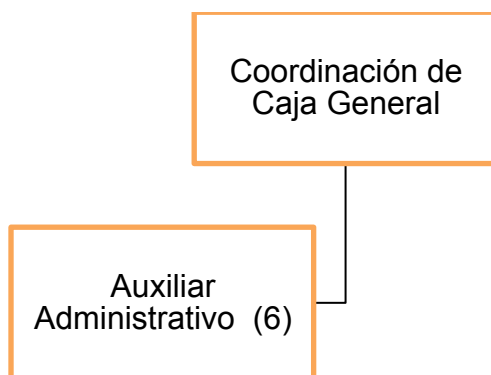 Coordinación de
Caja General
Auxiliar
Administrativo (6)